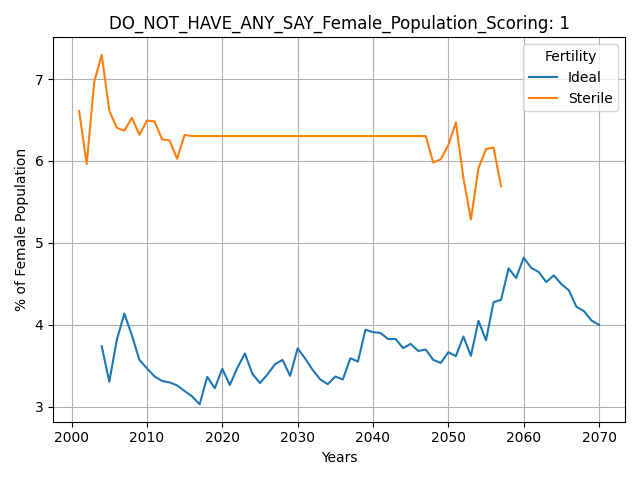 DO_NOT_HAVE_ANY_SAY_Female_Population_Scoring: 1
Fertility
Ideal
Sterile
% of Female Population
7
6
5
4
3
2000 2010 2020 2030 2040 2050 2060 2070
Years